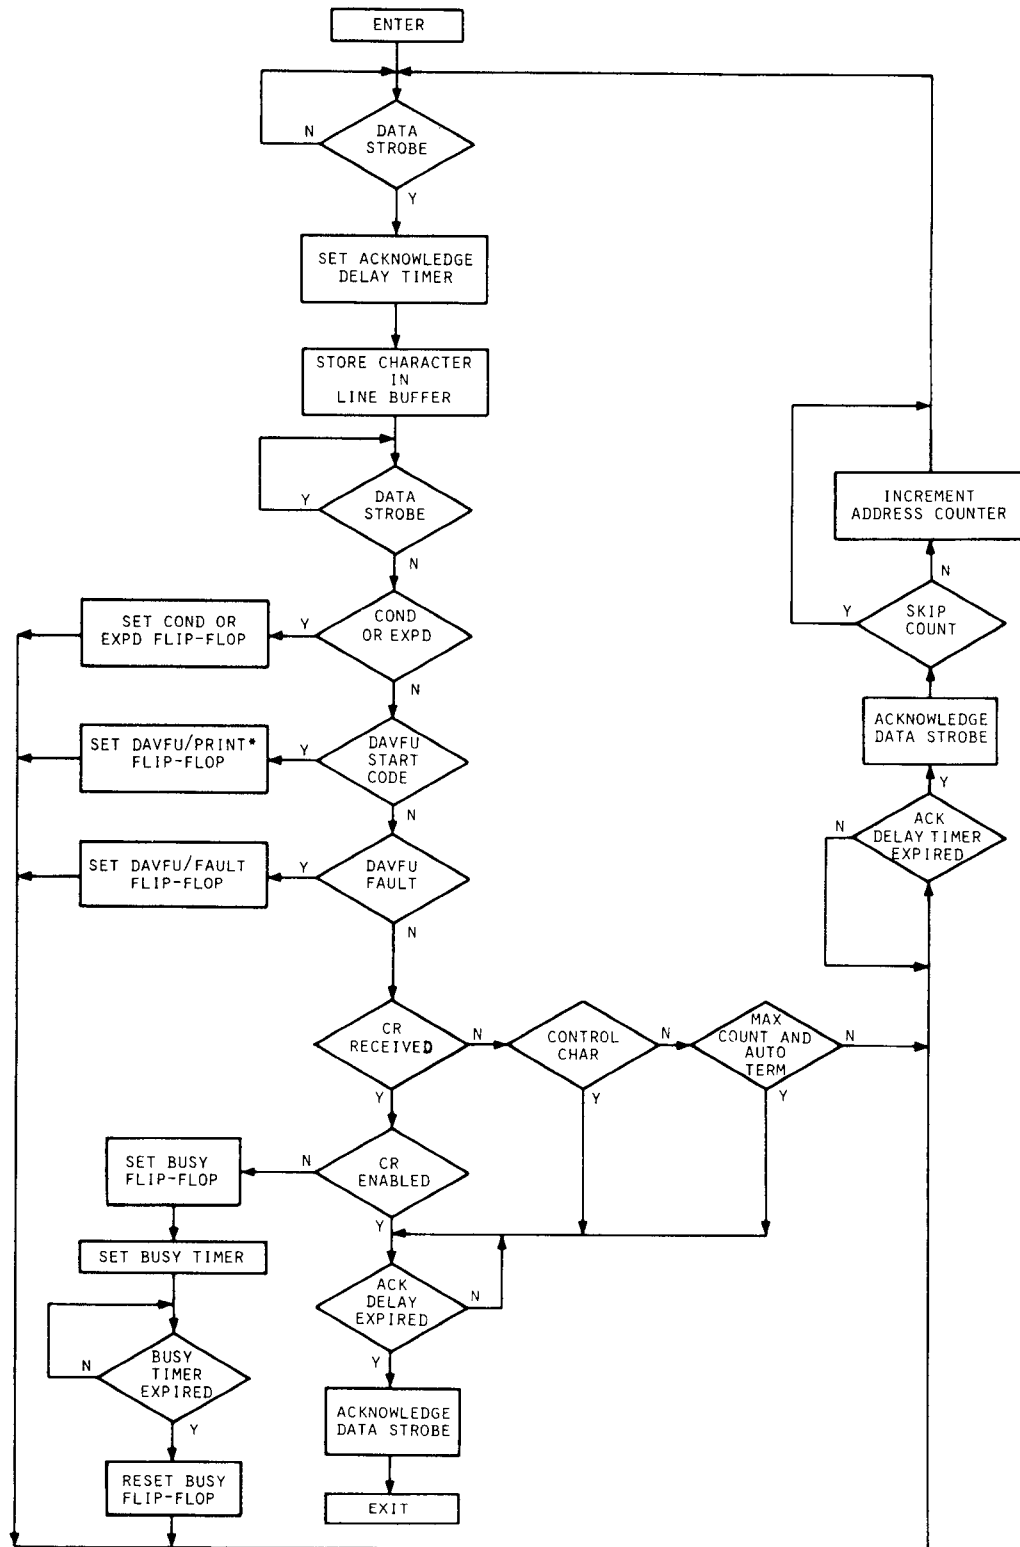 ENTER
N
DATA
STROBE
Y
SET ACKNOWLEDGE
DELAY TIMER
STORE CHARACTER
IN
LINE BUFFER
Y
DATA
STROBE
N
INCREMENT
ADDRESS COUNTER
N
Y
SKIP
COUNT
SET COND OR
EXPD FLIP-FLOP
Y
COND
OR EXPD
N
ACKNOWLEDGE
DATA STROBE
Y
SET DAVFU/PRINT*
FLIP-FLOP
Y
DAVFU
START
CODE
N
N
ACK
DELAY TIMER
EXPIRED
SET DAVFU/FAULT
FLIP-FLOP
Y
DAVFU
FAULT
N
CR
RECEIVED
N
CONTROL
CHAR
N
MAX
COUNT AND
AUTO
TERM
N
Y
Y
Y
SET BUSY
FLIP-FLOP
N
CR
ENABLED
Y
SET BUSY TIMER
ACK
DELAY
EXPIRED
N
Y
N
BUSY
TIMER
EXPIRED
Y
ACKNOWLEDGE
DATA STROBE
RESET BUSY
FLIP-FLOP
EXIT